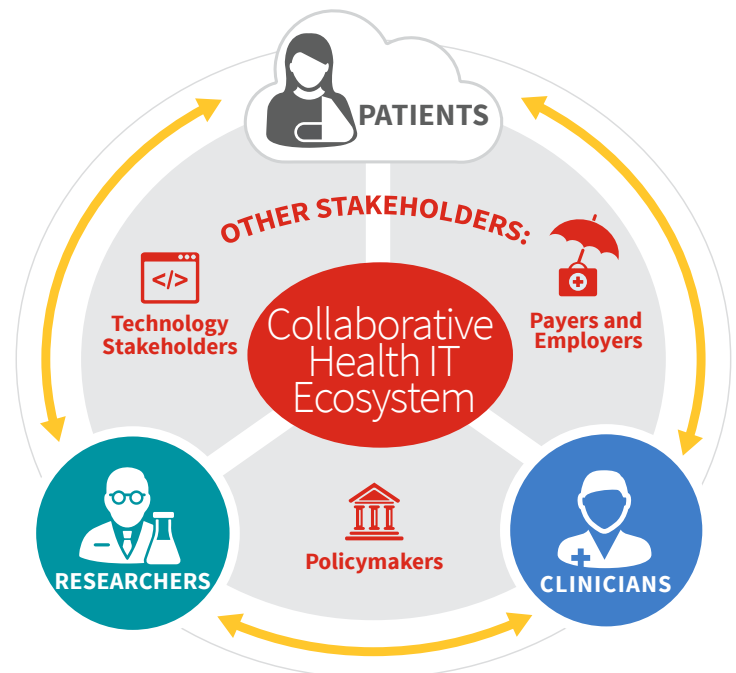 PATIENTS
OTHER STAKEHOLDERS:
</>
Technology
Stakeholders
Payers and
Employers
Collaborative
Health IT
Ecosystem
Policymakers
RESEARCHERS
CLINICIANS